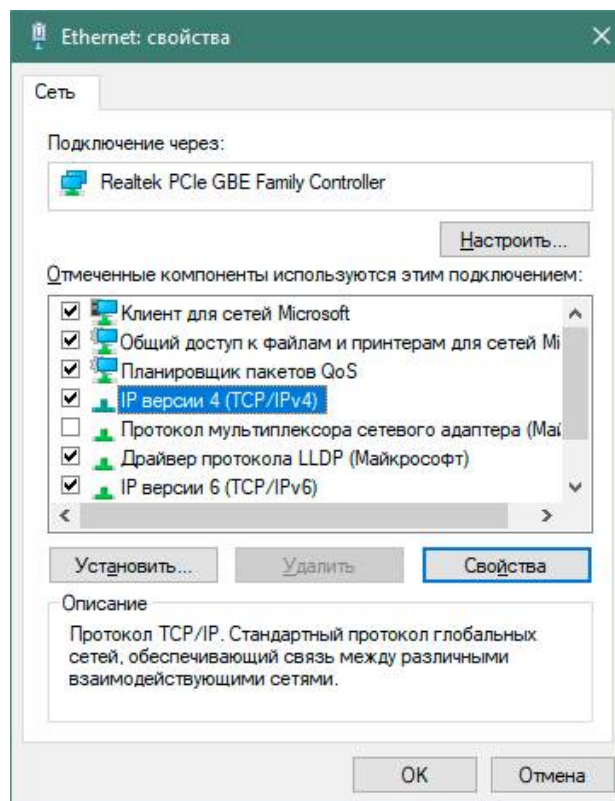 Ethernet: свойства
Сеть
Подключение через:
Realtek PCIe GBE Family Controller
Настроить...
Отмеченные компоненты используются этим подключением:
Клиент для сетей Microsoft
Общий доступ к файлам и принтерам для сетей Mi
Планировщик пакетов QoS
IP версии 4 (TCP/IPv4)
Протокол мультиплексора сетевого адаптера (Май
Драйвер протокола LLDP (Майкрософт)
IP версии 6 (TCP/IPv6)
Установить...
Удалить
Свойства
Описание
Протокол TCP/IP. Стандартный протокол глобальных
сетей, обеспечивающий связь между различными
взаимодействующими сетями.
OK
Отмена